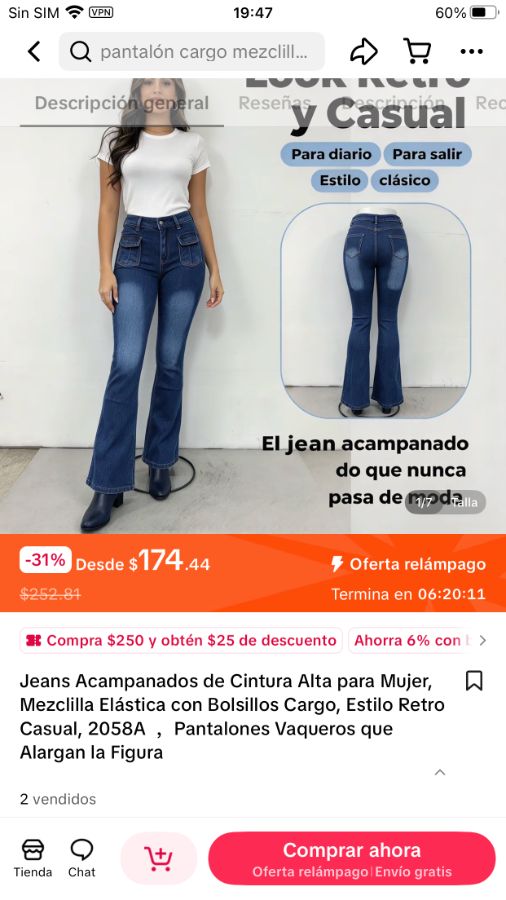 Sin SIM VPN 19:47 60%
pantalón cargo mezclill...
Look Retro
Descripción general Reseñas Descripción Rec
y Casual
Para diario Para salir
Estilo clásico
El jean acampanado
do que nunca
pasa de moda
1/7 Talla
-31% Desde $174.44 Oferta relámpago
$252.81 Termina en 06:20:11
Compra $250 y obtén $25 de descuento Ahorra 6% con
Jeans Acampanados de Cintura Alta para Mujer,
Mezclilla Elástica con Bolsillos Cargo, Estilo Retro
Casual, 2058A ，Pantalones Vaqueros que
Alargan la Figura
2 vendidos
Tienda Chat Comprar ahora
Oferta relámpago|Envío gratis